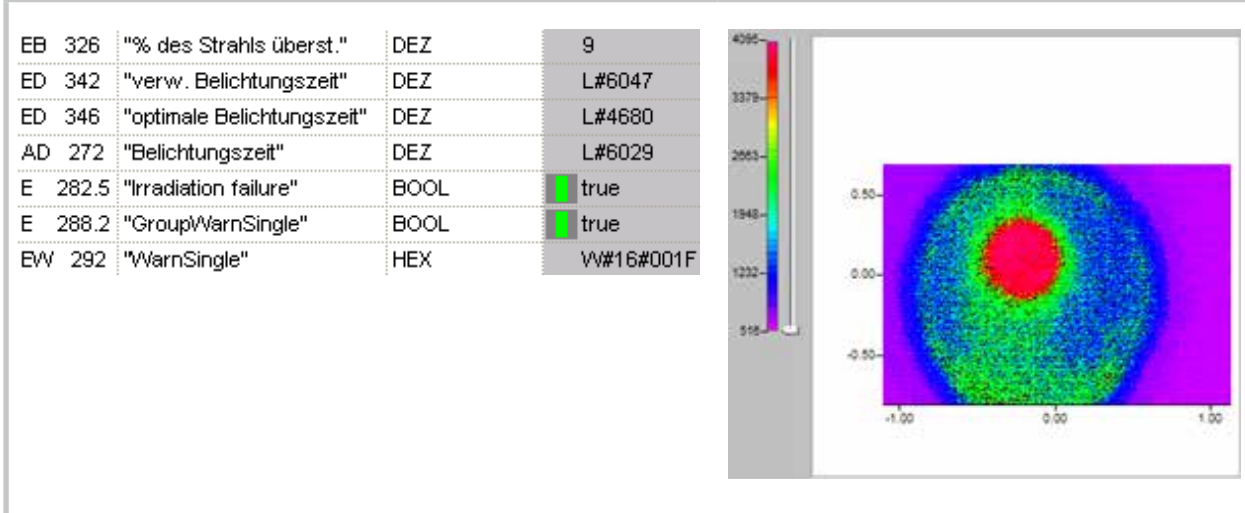 EB 326 "% des Strahls überst." DEZ 9
ED 342 "verw. Belichtungszeit" DEZ L#6047
ED 346 "optimale Belichtungszeit" DEZ L#4680
AD 272 "Belichtungszeit" DEZ L#6029
E 282.5 "Irradiation failure" BOOL true
E 288.2 "GroupWarnSingle" BOOL true
EW 292 "WarnSingle" HEX W#16#001F
4095
3379
2663
1948
1232
516
0.50
0.00
-0.50
-1.00 0.00 1.00